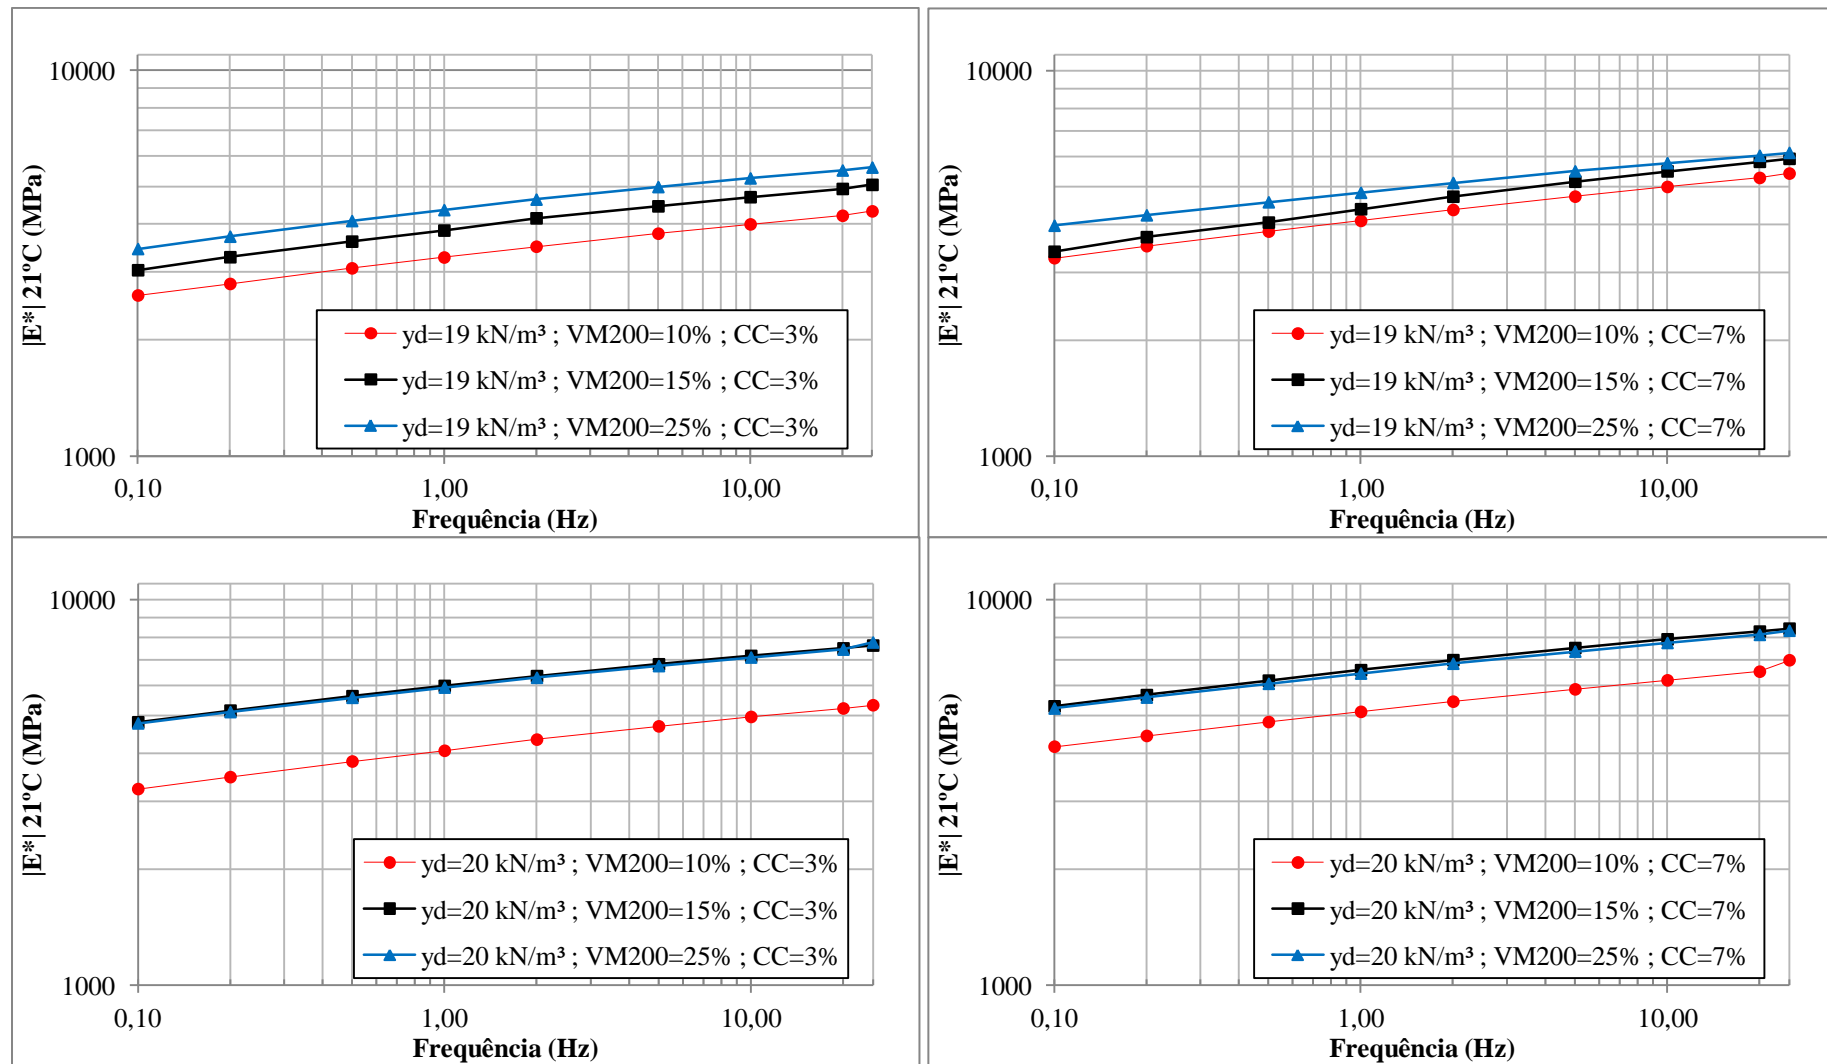 10000
1000
|E*| 21ºC (MPa)
yd=19 kN/m³ ; VM200=10% ; CC=3%
yd=19 kN/m³ ; VM200=15% ; CC=3%
yd=19 kN/m³ ; VM200=25% ; CC=3%
0,10 1,00 10,00
Frequência (Hz)
10000
1000
|E*| 21ºC (MPa)
yd=19 kN/m³ ; VM200=10% ; CC=7%
yd=19 kN/m³ ; VM200=15% ; CC=7%
yd=19 kN/m³ ; VM200=25% ; CC=7%
0,10 1,00 10,00
Frequência (Hz)
10000
1000
|E*| 21ºC (MPa)
yd=20 kN/m³ ; VM200=10% ; CC=3%
yd=20 kN/m³ ; VM200=15% ; CC=3%
yd=20 kN/m³ ; VM200=25% ; CC=3%
0,10 1,00 10,00
Frequência (Hz)
10000
1000
|E*| 21ºC (MPa)
yd=20 kN/m³ ; VM200=10% ; CC=7%
yd=20 kN/m³ ; VM200=15% ; CC=7%
yd=20 kN/m³ ; VM200=25% ; CC=7%
0,10 1,00 10,00
Frequência (Hz)